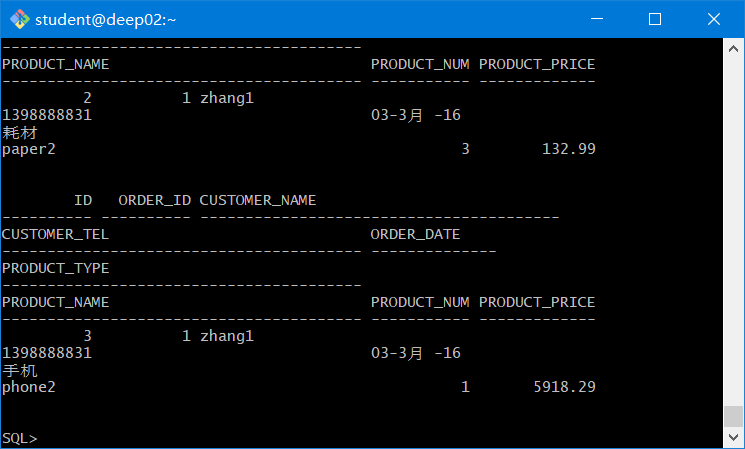 student@deep02:~
----------------------------------------
PRODUCT_NAME                             PRODUCT_NUM PRODUCT_PRICE
---------------------------------------- ----------- -------------
         2          1 zhang1
1398888831                               03-3月 -16
耗材
paper2                                             3        132.99
        ID   ORDER_ID CUSTOMER_NAME
---------- ---------- ----------------------------------------
CUSTOMER_TEL                             ORDER_DATE
---------------------------------------- --------------
PRODUCT_TYPE
----------------------------------------
PRODUCT_NAME                             PRODUCT_NUM PRODUCT_PRICE
---------------------------------------- ----------- -------------
         3          1 zhang1
1398888831                               03-3月 -16
手机
phone2                                             1       5918.29
SQL>